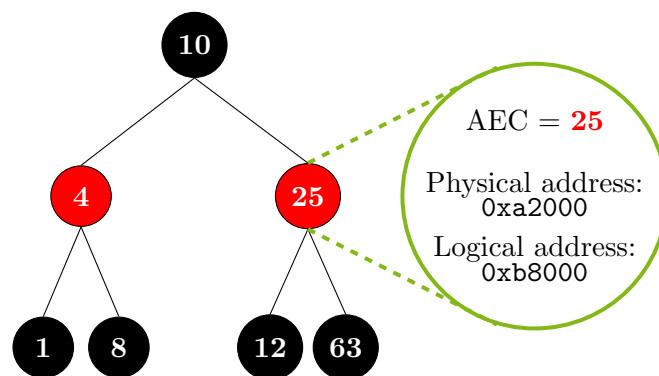 10
4
25
1
8
12
63
AEC = 25
Physical address:
0xa2000
Logical address:
0xb8000